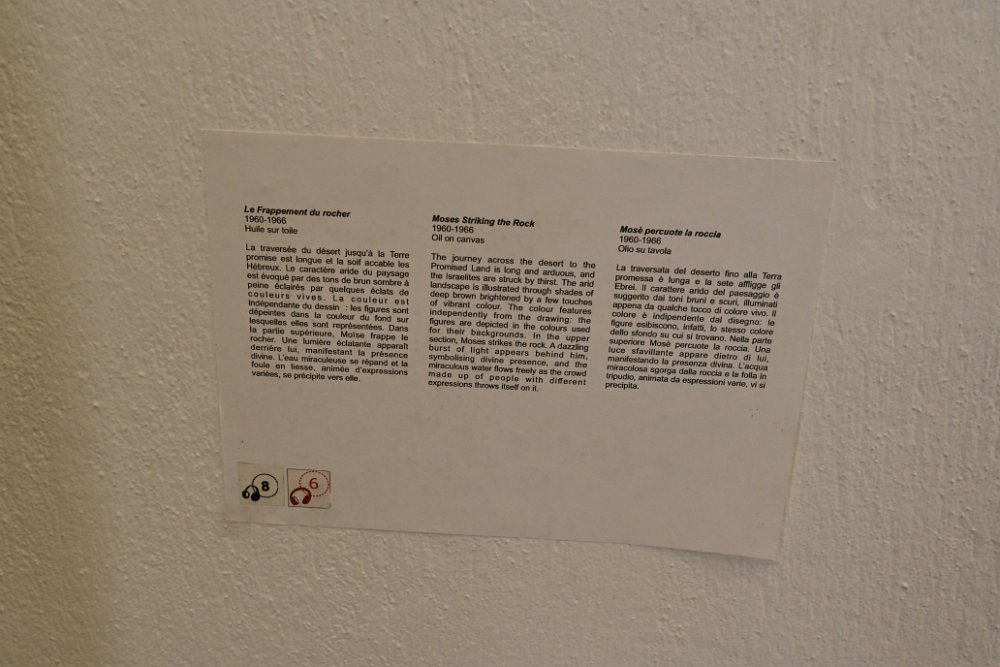 Le Frappement du rocher
1960-1966
Huile sur toile
La traversée du désert jusqu'à la Terre
promise est longue et la soif accable les
Hébreux. Le caractère aride du paysage
est évoqué par des tons de brun sombre à
peine éclairés par quelques éclats de
couleurs vives. La couleur est
indépendante du dessin : les figures sont
dépeintes dans la couleur du fond sur
lesquelles elles sont représentées. Dans
la partie supérieure, Moïse frappe le
rocher. Une lumière éclatante apparaît
derrière lui, manifestant la présence
divine. L'eau miraculeuse se répand et la
foule en liesse, animée d'expressions
variées, se précipite vers elle.
Moses Striking the Rock
1960-1966
Oil on canvas
The journey across the desert to the
Promised Land is long and arduous, and
the Israelites are struck by thirst. The arid
landscape is illustrated through shades of
deep brown brightened by a few touches
of vibrant colour. The colour features
independently from the drawing: the
figures are depicted in the colours used
for their backgrounds. In the upper
section, Moses strikes the rock. A dazzling
burst of light appears behind him,
symbolising divine presence, and the
miraculous water flows freely as the crowd
made up of people with different
expressions throws itself on it.
Mosè percuote la roccia
1960-1966
Olio su tavola
La traversata del deserto fino alla Terra
promessa è lunga e la sete affligge gli
Ebrei. Il carattere arido del paesaggio è
suggerito dai toni bruni e scuri, illuminati
appena da qualche tocco di colore vivo. Il
colore è indipendente dal disegno: le
figure esibiscono, infatti, lo stesso colore
dello sfondo su cui si trovano. Nella parte
superiore Mosè percuote la roccia. Una
luce sfavillante appare dietro di lui,
manifestando la presenza divina. L'acqua
miracolosa sgorga dalla roccia e la folla in
tripudio, animata da espressioni varie, vi si
precipita.
8
6